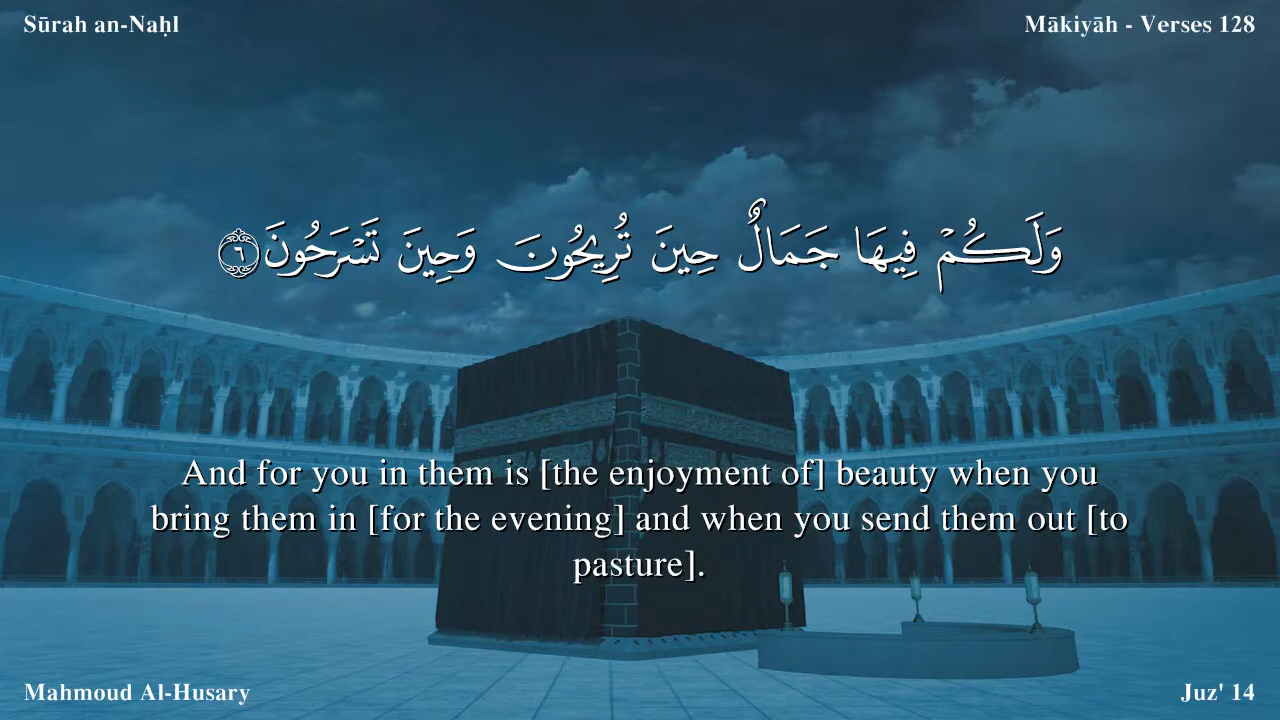 Sūrah an-Naḥl
Mākiyāh - Verses 128
وَلَكُمْ فِيهَا جَمَالٌ حِينَ تُرِيحُونَ وَحِينَ تَسْرَحُونَ ٦
And for you in them is [the enjoyment of] beauty when you
bring them in [for the evening] and when you send them out [to
pasture].
Mahmoud Al-Husary
Juz' 14